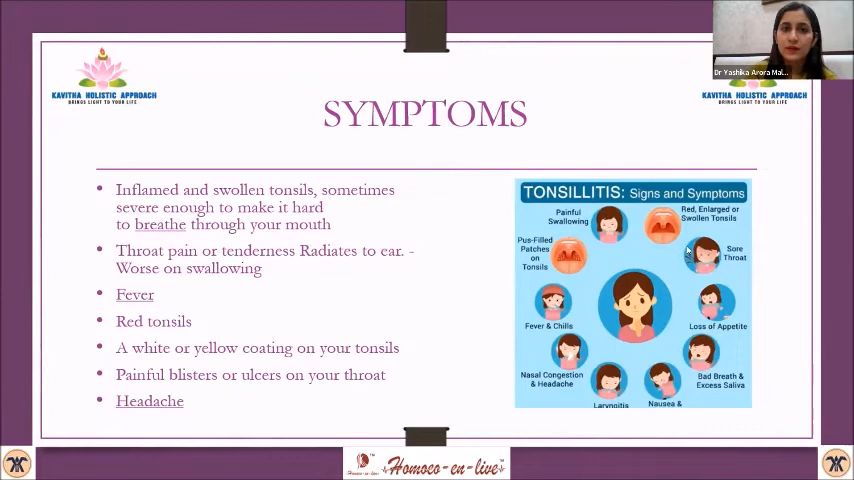 Dr Yashika Arora Mal...
KAVITHA HOLISTIC APPROACH
BRINGS LIGHT TO YOUR LIFE
KAVITHA HOLISTIC APPROACH
BRINGS LIGHT TO YOUR LIFE
SYMPTOMS
• Inflamed and swollen tonsils, sometimes
severe enough to make it hard
to breathe through your mouth
• Throat pain or tenderness Radiates to ear. -
Worse on swallowing
• Fever
• Red tonsils
• A white or yellow coating on your tonsils
• Painful blisters or ulcers on your throat
• Headache
TONSILLITIS: Signs and Symptoms
Painful
Swallowing
Red, Enlarged or
Swollen Tonsils
Pus-Filled
Patches
on
Tonsils
Sore
Throat
Fever & Chills
Loss of Appetite
Nasal Congestion
& Headache
Bad Breath &
Excess Saliva
Laryngitis
Nausea &
Homoeo-en-live
TM
Homoeo-en-live
TM